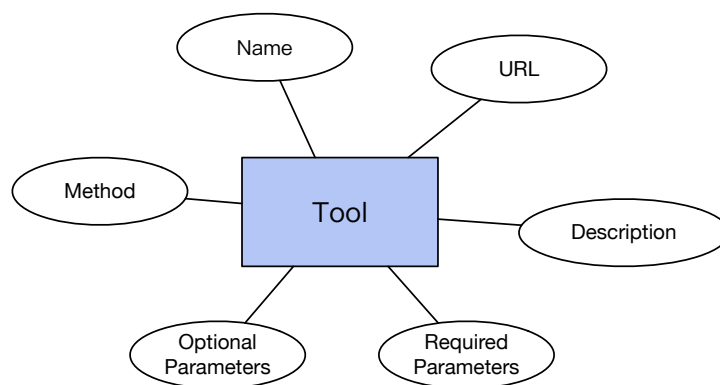 Name
URL
Method
Tool
Description
Optional
Parameters
Required
Parameters